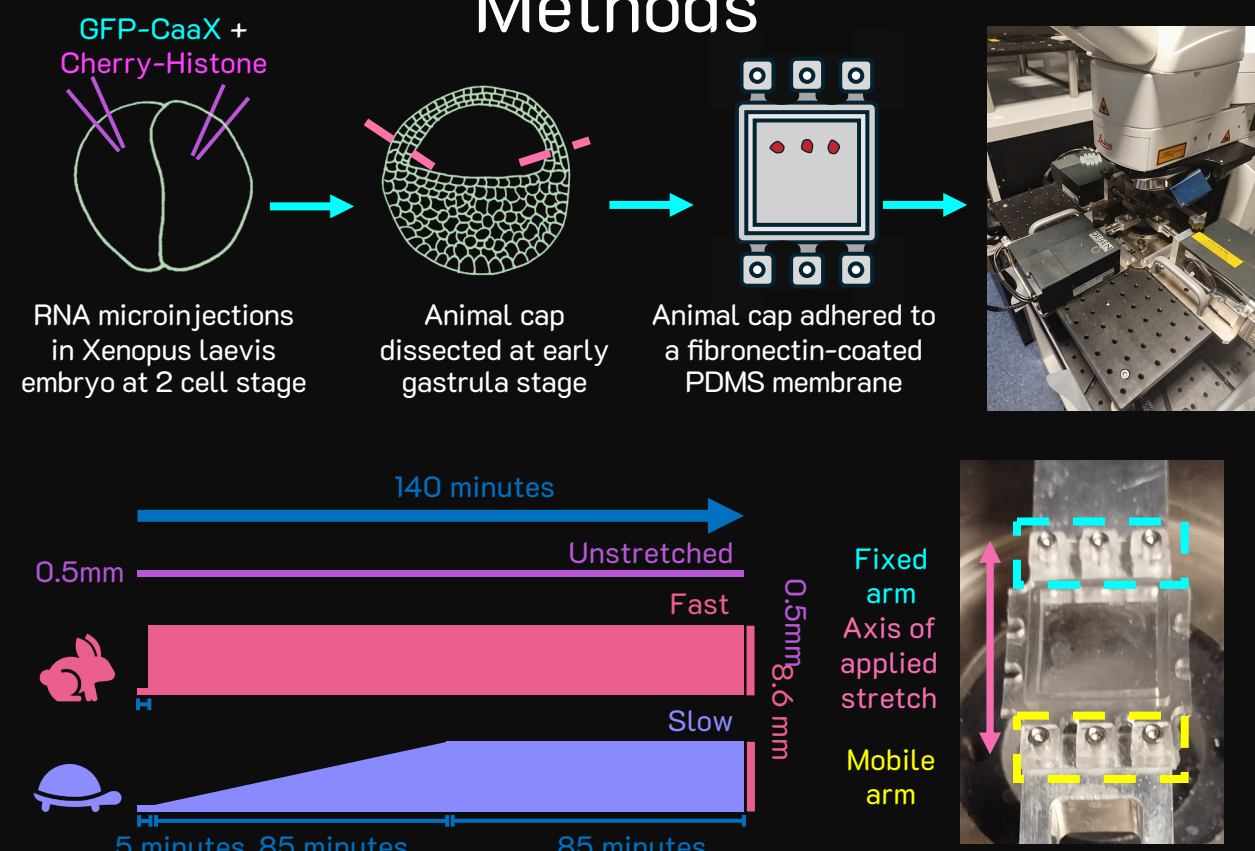 Methods
GFP-CaaX +
Cherry-Histone
RNA microinjections
in Xenopus laevis
embryo at 2 cell stage
Animal cap
dissected at early
gastrula stage
Animal cap adhered to
a fibronectin-coated
PDMS membrane
Leica
140 minutes
0.5mm
Unstretched
Fast
0.5mm
8.6 mm
Slow
5 minutes
85 minutes
85 minutes
Fixed
arm
Axis of
applied
stretch
Mobile
arm